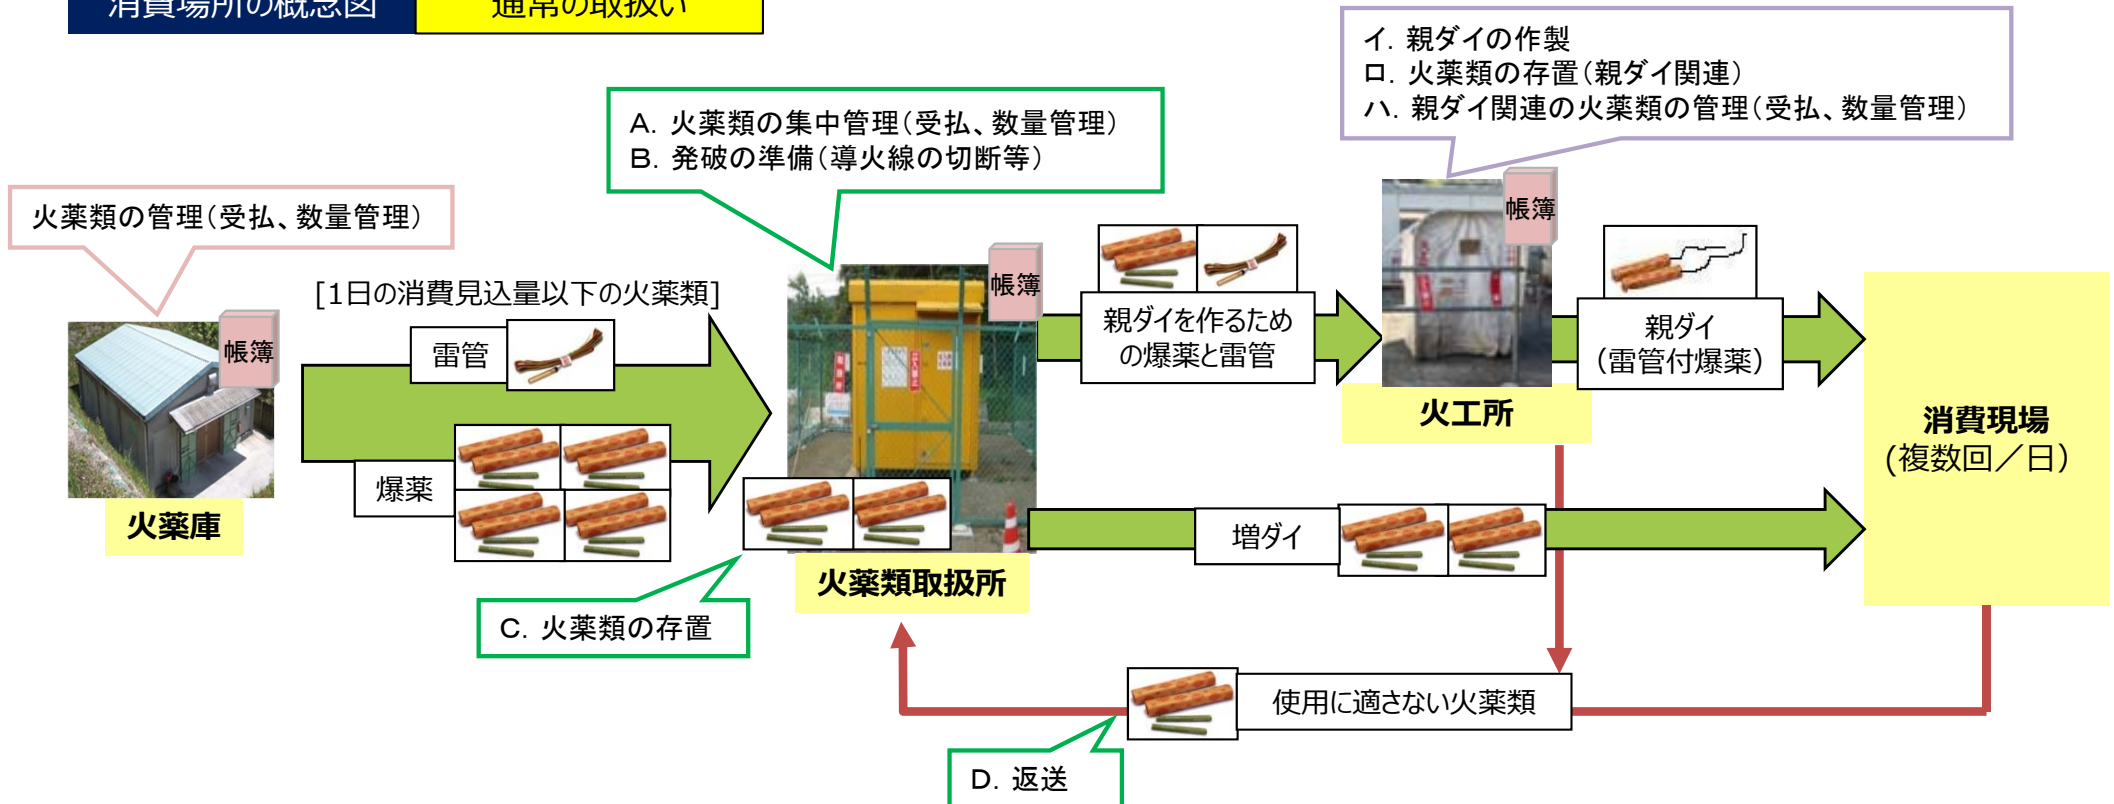 消費場所の概念図
通常の取扱い
イ．親ダイの作製
ロ．火薬類の存置（親ダイ関連）
ハ．親ダイ関連の火薬類の管理（受払、数量管理）
A．火薬類の集中管理（受払、数量管理）
B．発破の準備（導火線の切断等）
火薬類の管理（受払、数量管理）
[1日の消費見込量以下の火薬類]
帳簿
雷管
爆薬
火薬庫
帳簿
火薬類取扱所
C．火薬類の存置
親ダイを作るため
の爆薬と雷管
帳簿
火工所
親ダイ
（雷管付爆薬）
増ダイ
消費現場
(複数回／日）
使用に適さない火薬類
D．返送